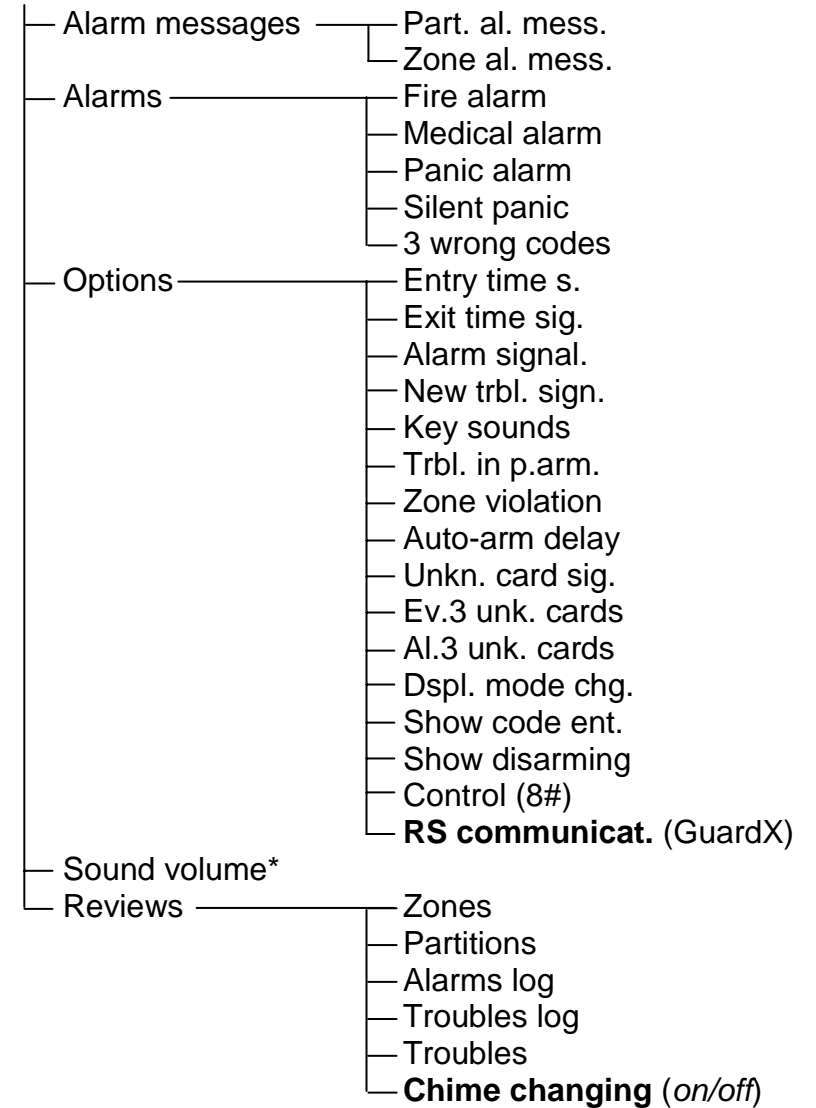 Alarm messages Part. al. mess.
Zone al. mess.
Alarms Fire alarm
Medical alarm
Panic alarm
Silent panic
3 wrong codes
Options Entry time s.
Exit time sig.
Alarm signal.
New trbl. sign.
Key sounds
Trbl. in p.arm.
Zone violation
Auto-arm delay
Unkn. card sig.
Ev.3 unk. cards
Al.3 unk. cards
Dspl. mode chg.
Show code ent.
Show disarming
Control (8#)
RS communicat. (GuardX)
Sound volume*
Reviews Zones
Partitions
Alarms log
Troubles log
Troubles
Chime changing (on/off)